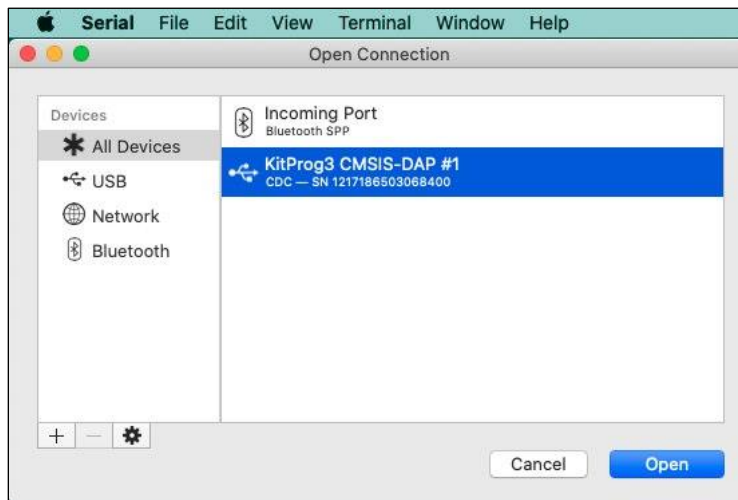 Serial File Edit View Terminal Window Help
Open Connection
Devices
All Devices
USB
Network
Bluetooth
Incoming Port
Bluetooth SPP
KitProg3 CMSIS-DAP #1
CDC — SN 1217186503068400
Cancel Open